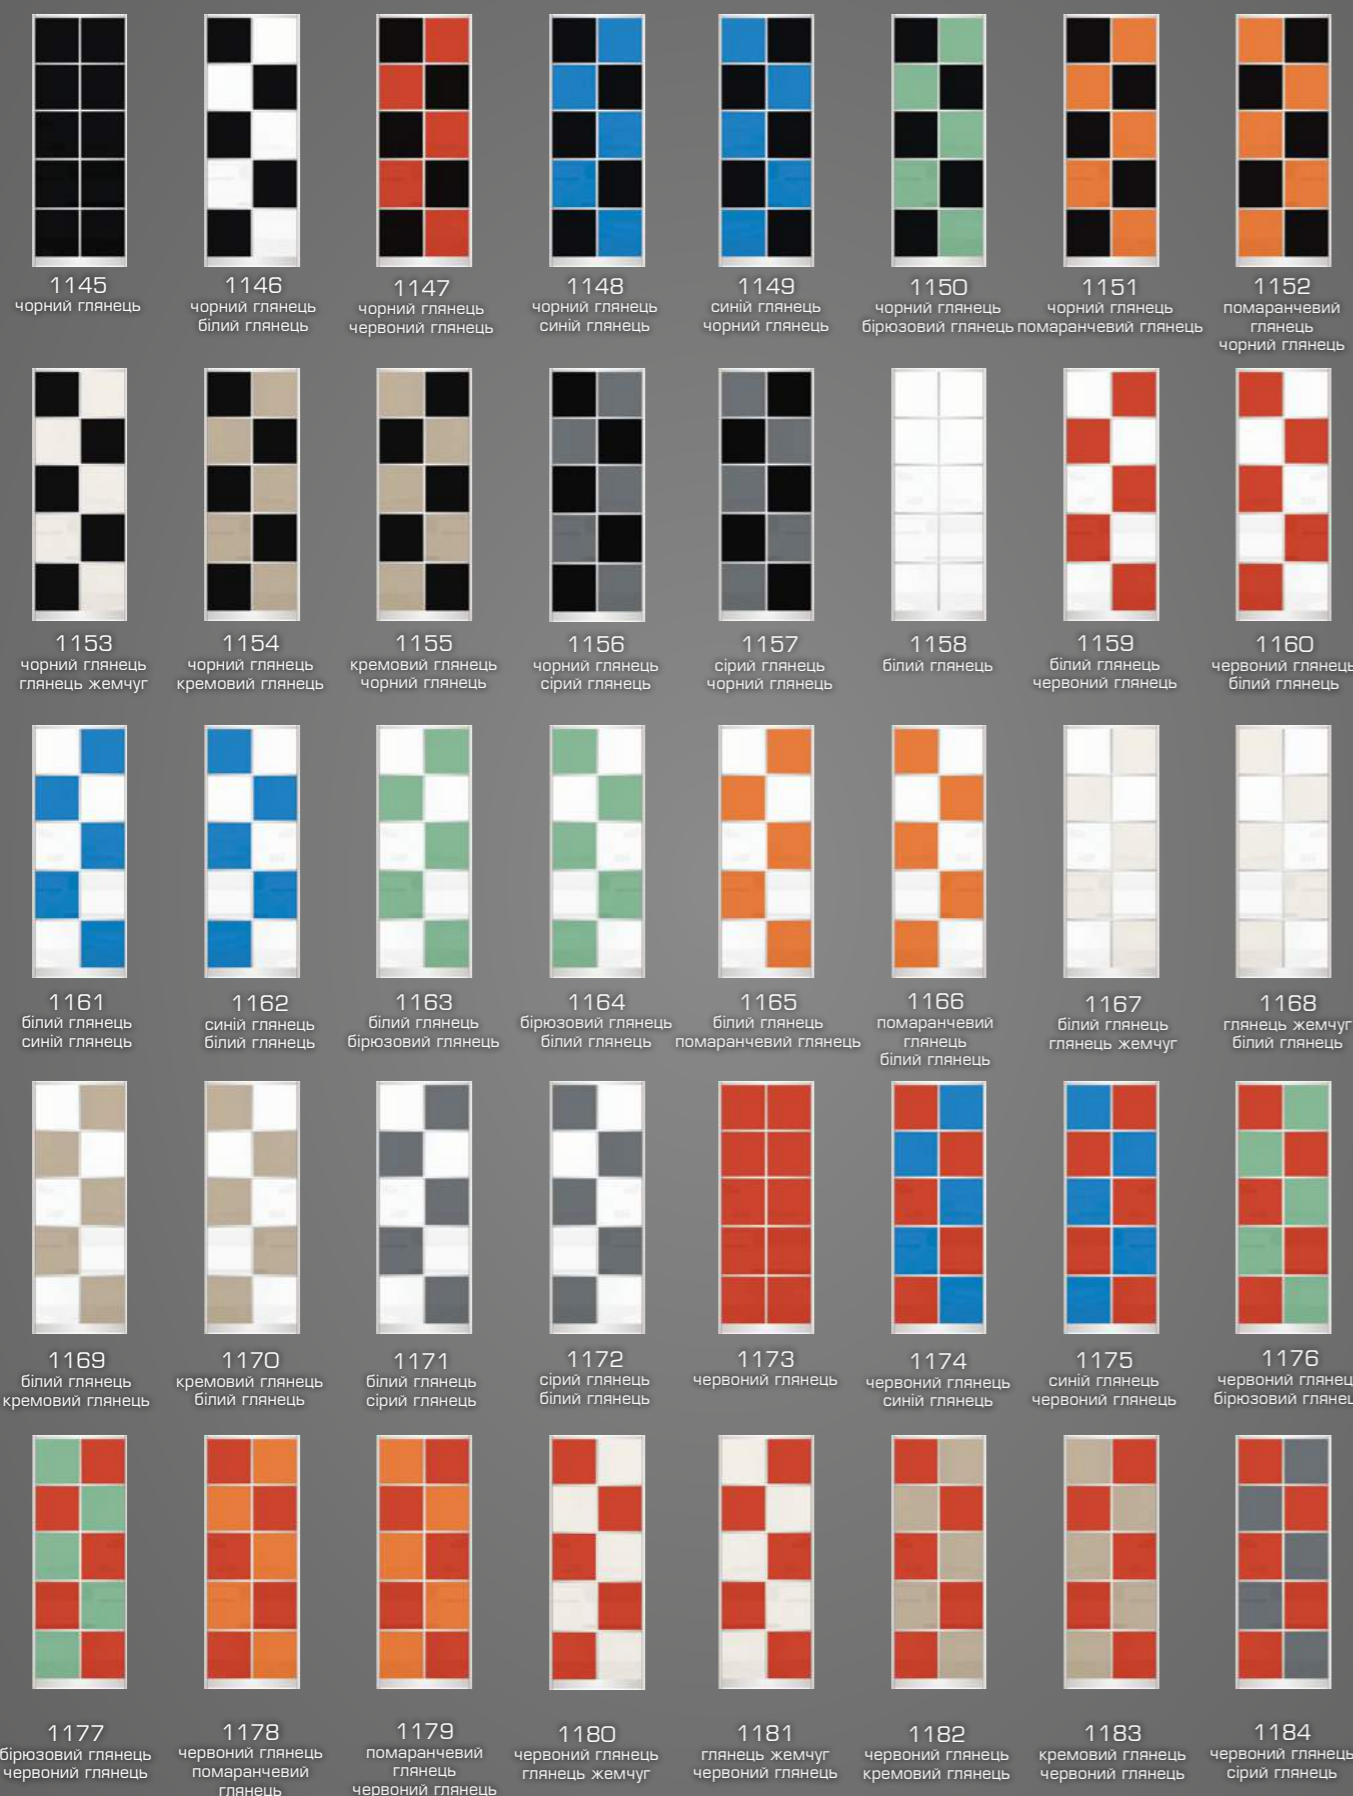 1145
чорний глянець
1146
чорний глянець
білий глянець
1147
чорний глянець
червоний глянець
1148
чорний глянець
синій глянець
1149
синій глянець
чорний глянець
1150
чорний глянець
бірюзовий глянець
1151
чорний глянець
помаранчевий глянець
1152
помаранчевий
глянець
чорний глянець
1153
чорний глянець
глянець жемчуг
1154
чорний глянець
кремовий глянець
1155
кремовий глянець
чорний глянець
1156
чорний глянець
сірий глянець
1157
сірий глянець
чорний глянець
1158
білий глянець
1159
білий глянець
червоний глянець
1160
червоний глянець
білий глянець
1161
білий глянець
синій глянець
1162
синій глянець
білий глянець
1163
білий глянець
бірюзовий глянець
1164
бірюзовий глянець
білий глянець
1165
білий глянець
помаранчевий глянець
1166
помаранчевий
глянець
білий глянець
1167
білий глянець
глянець жемчуг
1168
глянець жемчуг
білий глянець
1169
білий глянець
кремовий глянець
1170
кремовий глянець
білий глянець
1171
білий глянець
сірий глянець
1172
сірий глянець
білий глянець
1173
червоний глянець
1174
червоний глянець
синій глянець
1175
синій глянець
червоний глянець
1176
червоний глянец
бірюзовий глянец
1177
бірюзовий глянець
червоний глянець
1178
червоний глянець
помаранчевий
глянець
1179
помаранчевий
глянець
червоний глянець
1180
червоний глянець
глянець жемчуг
1181
глянець жемчуг
червоний глянець
1182
червоний глянець
кремовий глянець
1183
кремовий глянець
червоний глянець
1184
червоний глянець
сірий глянець